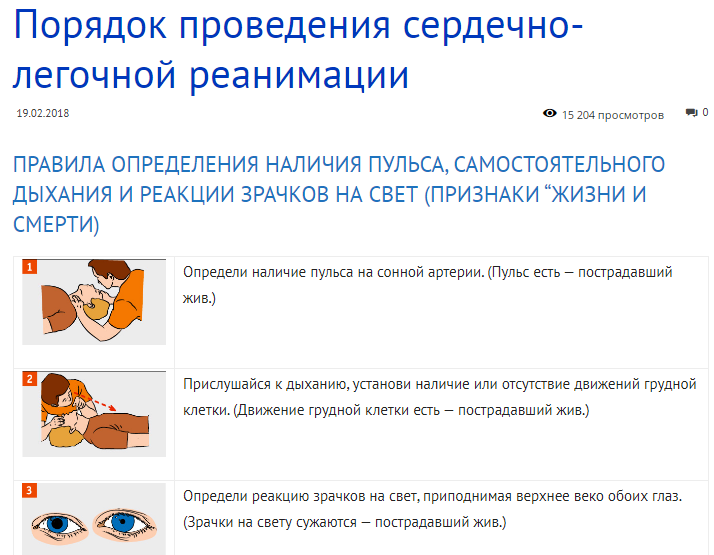 Порядок проведения сердечно-
легочной реанимации
19.02.2018
15 204 просмотров
0
ПРАВИЛА ОПРЕДЕЛЕНИЯ НАЛИЧИЯ ПУЛЬСА, САМОСТОЯТЕЛЬНОГО
ДЫХАНИЯ И РЕАКЦИИ ЗРАЧКОВ НА СВЕТ (ПРИЗНАКИ “ЖИЗНИ И
СМЕРТИ)
1
Определи наличие пульса на сонной артерии. (Пульс есть — пострадавший
жив.)
2
Прислушайся к дыханию, установи наличие или отсутствие движений грудной
клетки. (Движение грудной клетки есть — пострадавший жив.)
3
Определи реакцию зрачков на свет, приподнимая верхнее веко обоих глаз.
(Зрачки на свету сужаются — пострадавший жив.)